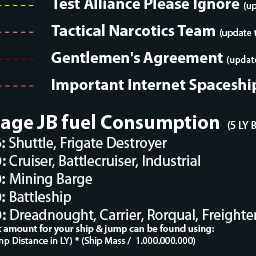 Test Alliance Please Ignore (up
Tactical Narcotics Team (update t
Gentlemen's Agreement (update
Important Internet Spaceship
age JB fuel Consumption (5 LY B
: Shuttle, Frigate Destroyer
: Cruiser, Battlecruiser, Industrial
: Mining Barge
: Battleship
: Dreadnought, Carrier, Rorqual, Freighter
t amount for your ship & jump can be found using:
mp Distance in LY) * (Ship Mass / 1.000.000.000)